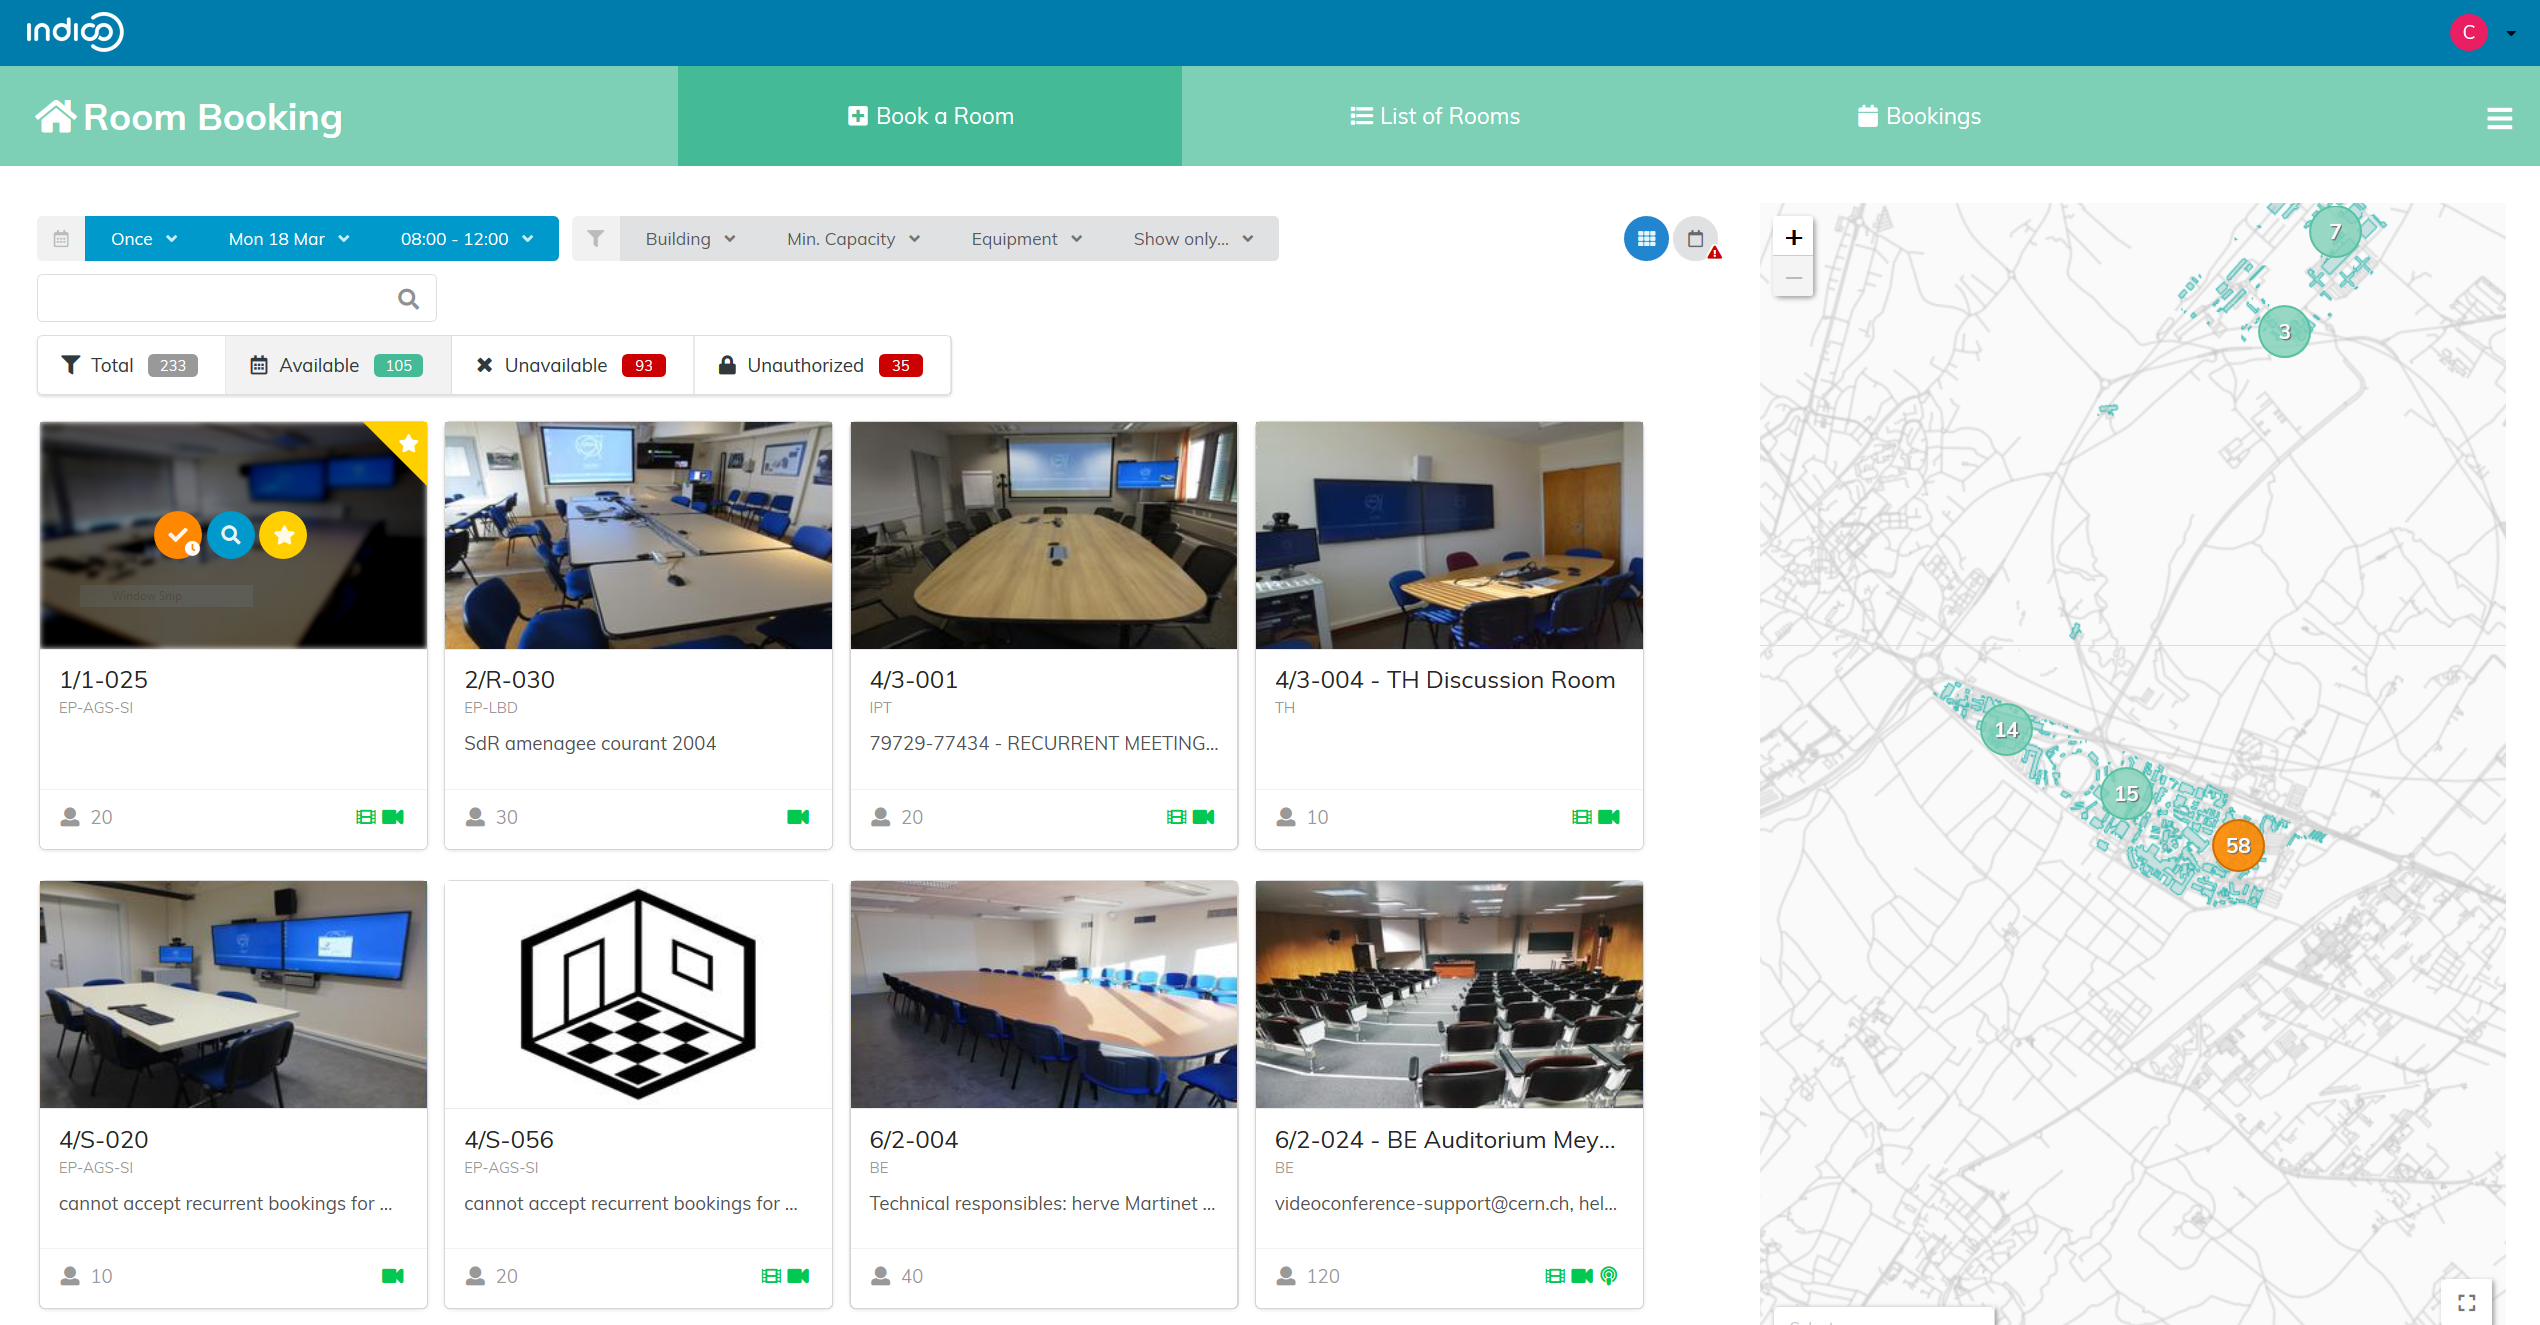 indico
C
Room Booking
Book a Room
List of Rooms
Bookings
Once
Mon 18 Mar
08:00 - 12:00
Building
Min. Capacity
Equipment
Show only...
Total 233
Available 105
Unavailable 93
Unauthorized 35
Window Snip
1/1-025
EP-AGS-SI
20
2/R-030
EP-LBD
SdR amenagee courant 2004
30
4/3-001
IPT
79729-77434 - RECURRENT MEETING...
20
4/3-004 - TH Discussion Room
TH
10
4/S-020
EP-AGS-SI
cannot accept recurrent bookings for ...
10
4/S-056
EP-AGS-SI
cannot accept recurrent bookings for ...
20
6/2-004
BE
Technical responsibles: herve Martinet ...
40
6/2-024 - BE Auditorium Mey...
BE
videoconference-support@cern.ch, hel...
120
+
−
7
3
14
15
58